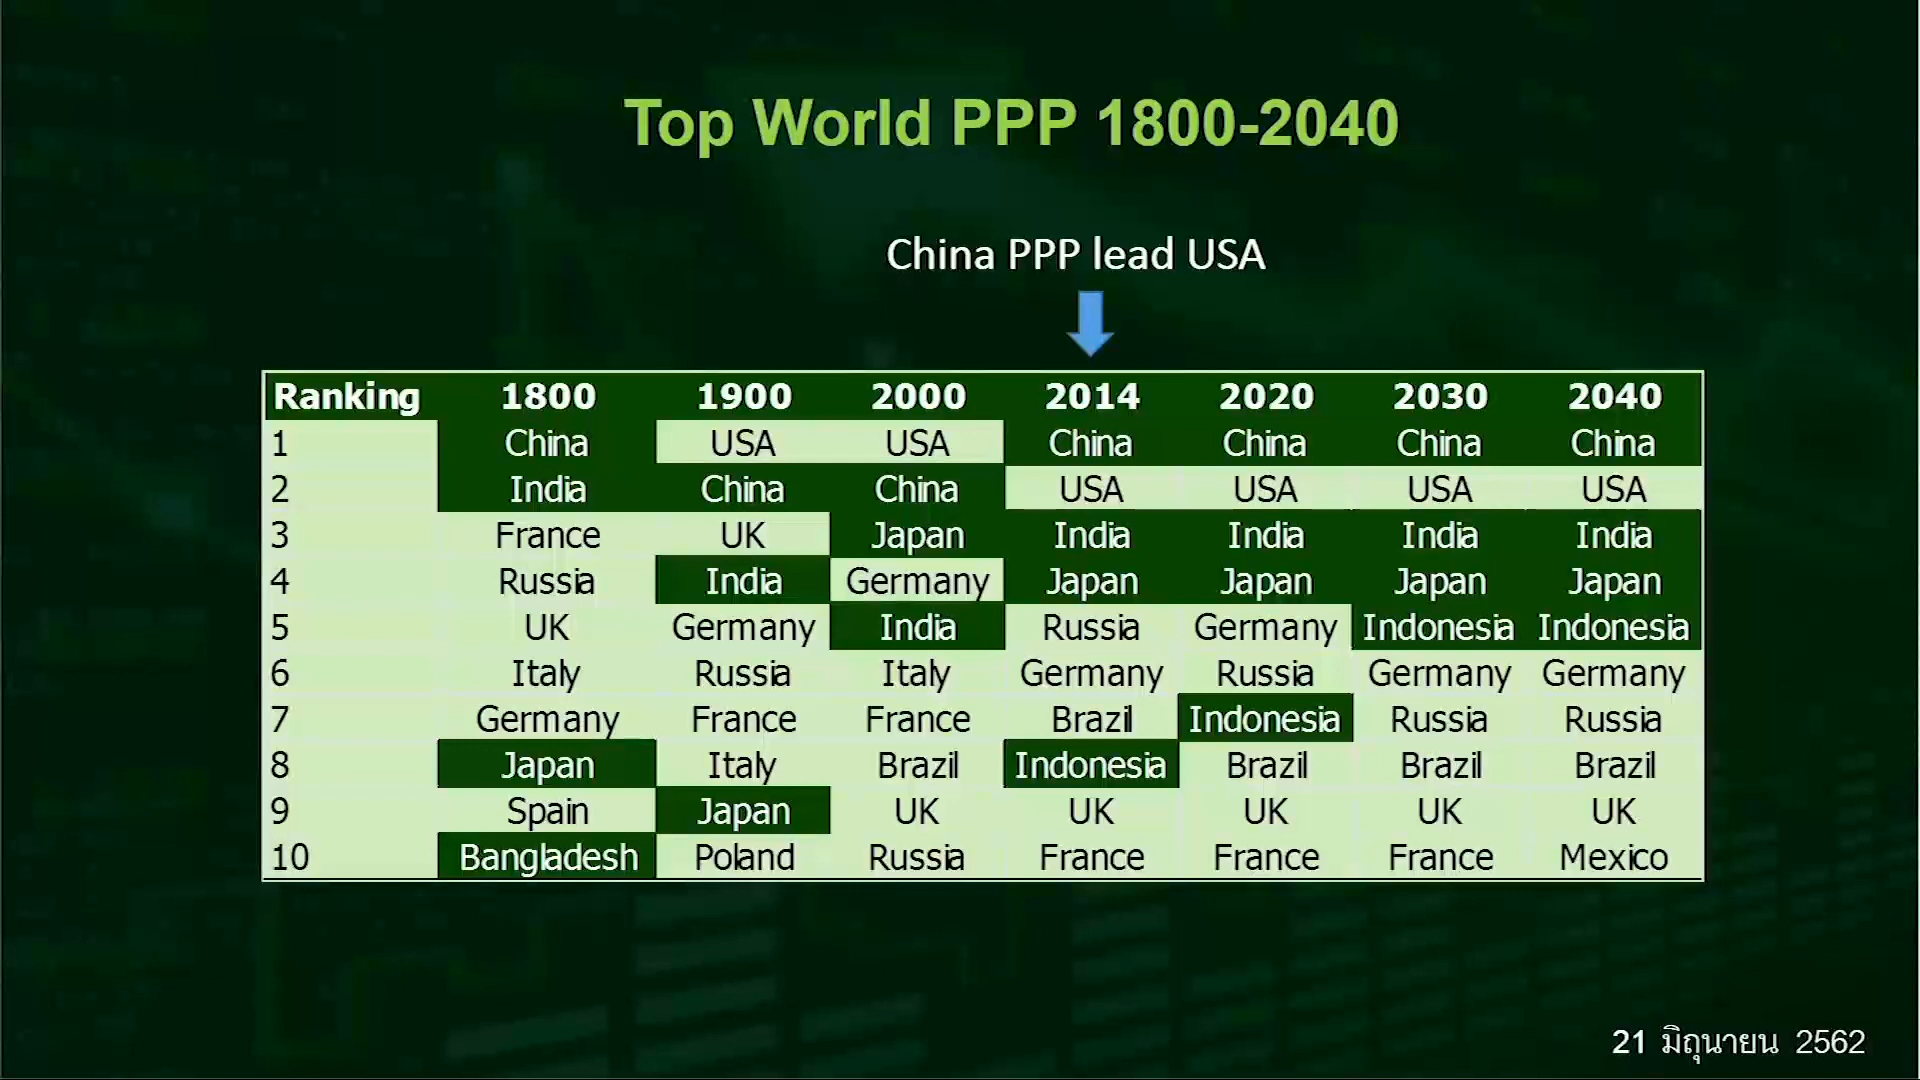 Top World PPP 1800-2040
China PPP lead USA
Ranking 1800 1900 2000 2014 2020 2030 2040
1 China USA USA China China China China
2 India China China USA USA USA USA
3 France UK Japan India India India India
4 Russia India Germany Japan Japan Japan Japan
5 UK Germany India Russia Germany Indonesia Indonesia
6 Italy Russia Italy Germany Russia Germany Germany
7 Germany France France Brazil Indonesia Russia Russia
8 Japan Italy Brazil Indonesia Brazil Brazil Brazil
9 Spain Japan UK UK UK UK UK
10 Bangladesh Poland Russia France France France Mexico
21 มิถุนายน 2562